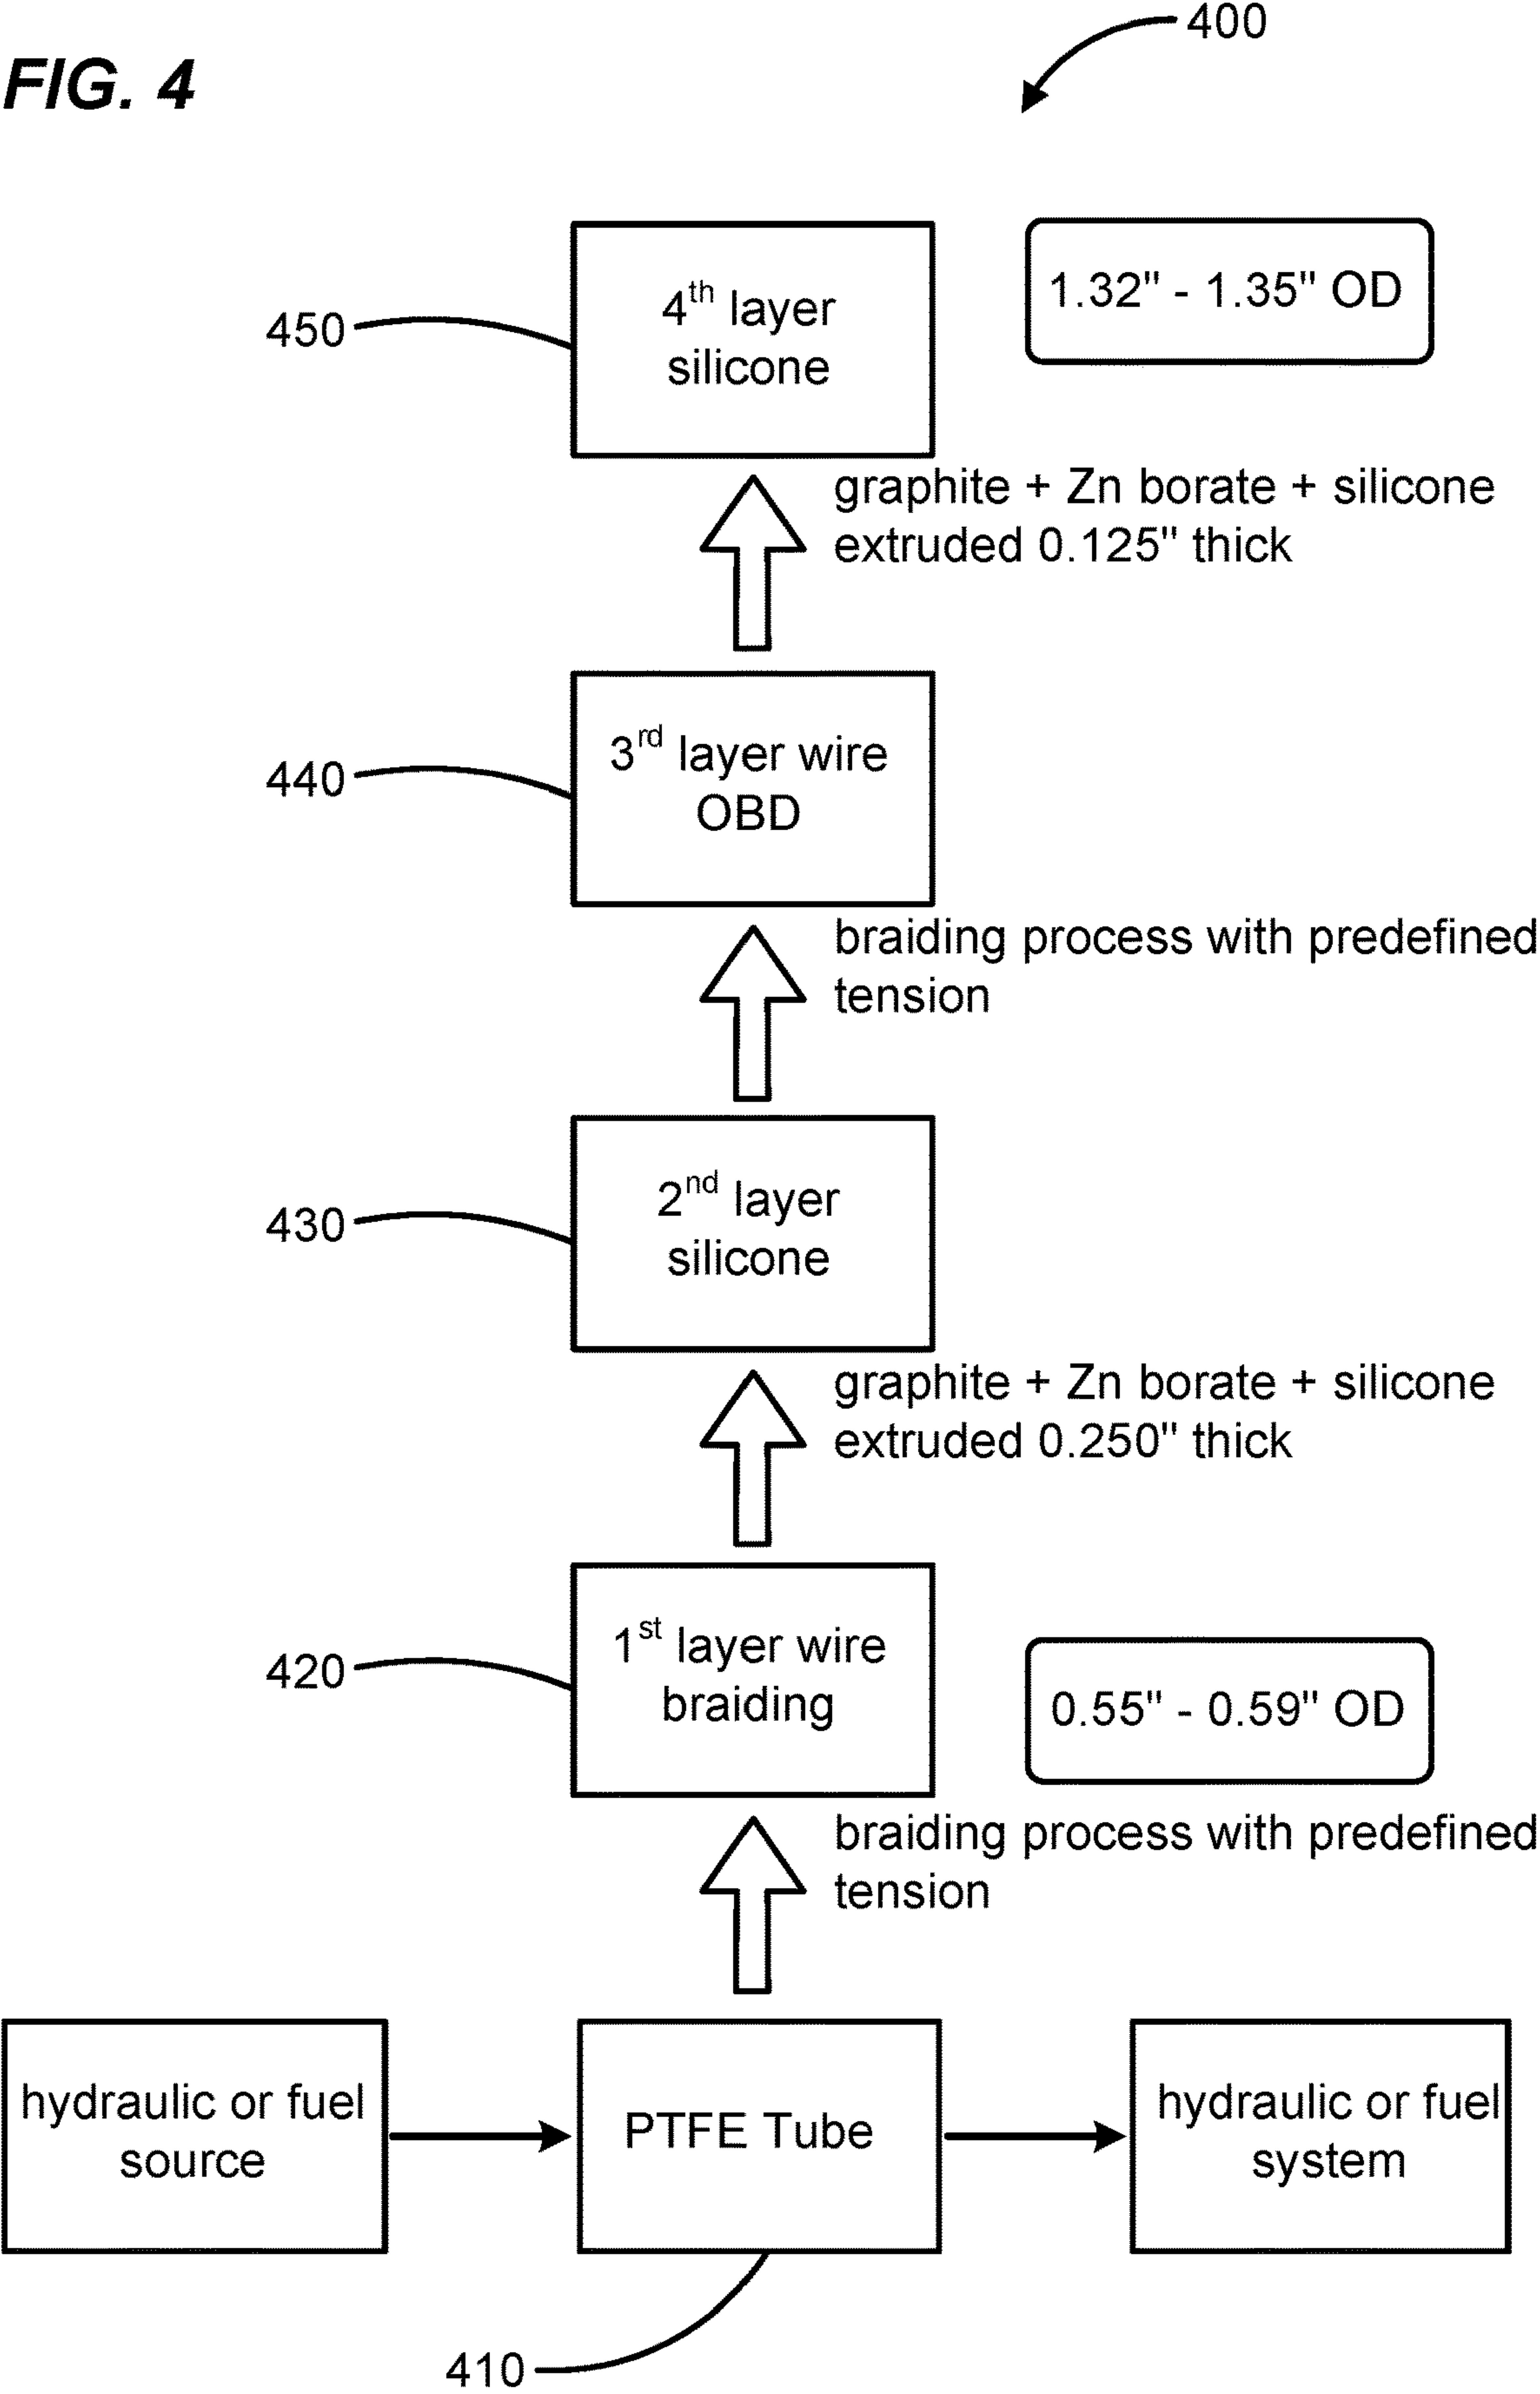 FIG. 4
400
4th layer
silicone
1.32" - 1.35" OD
450
graphite + Zn borate + silicone
extruded 0.125" thick
3rd layer wire
OBD
440
braiding process with predefined
tension
2nd layer
silicone
430
graphite + Zn borate + silicone
extruded 0.250" thick
1st layer wire
braiding
420
0.55" - 0.59" OD
braiding process with predefined
tension
hydraulic or fuel
source
PTFE Tube
hydraulic or fuel
system
410